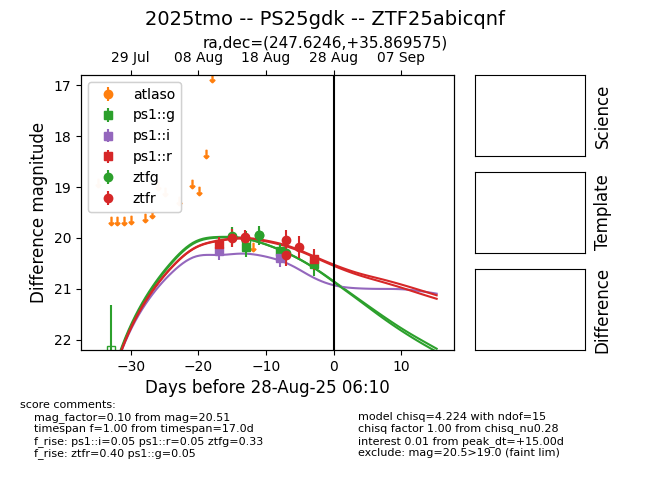 2025tmo -- PS25gdk -- ZTF25abicqnf
ra,dec=(247.6246,+35.869575)
29 Jul 08 Aug 18 Aug 28 Aug 07 Sep
17
18
19
20
21
22
Difference magnitude
atlaso
ps1::g
ps1::i
ps1::r
ztfg
ztfr
−30 −20 −10 0 10
Days before 28-Aug-25 06:10
Science
Template
Difference
score comments:
mag_factor=0.10 from mag=20.51
timespan f=1.00 from timespan=17.0d
f_rise: ps1::i=0.05 ps1::r=0.05 ztfg=0.33
f_rise: ztfr=0.40 ps1::g=0.05
model chisq=4.224 with ndof=15
chisq factor 1.00 from chisq_nu0.28
interest 0.01 from peak_dt=+15.00d
exclude: mag=20.5>19.0 (faint lim)